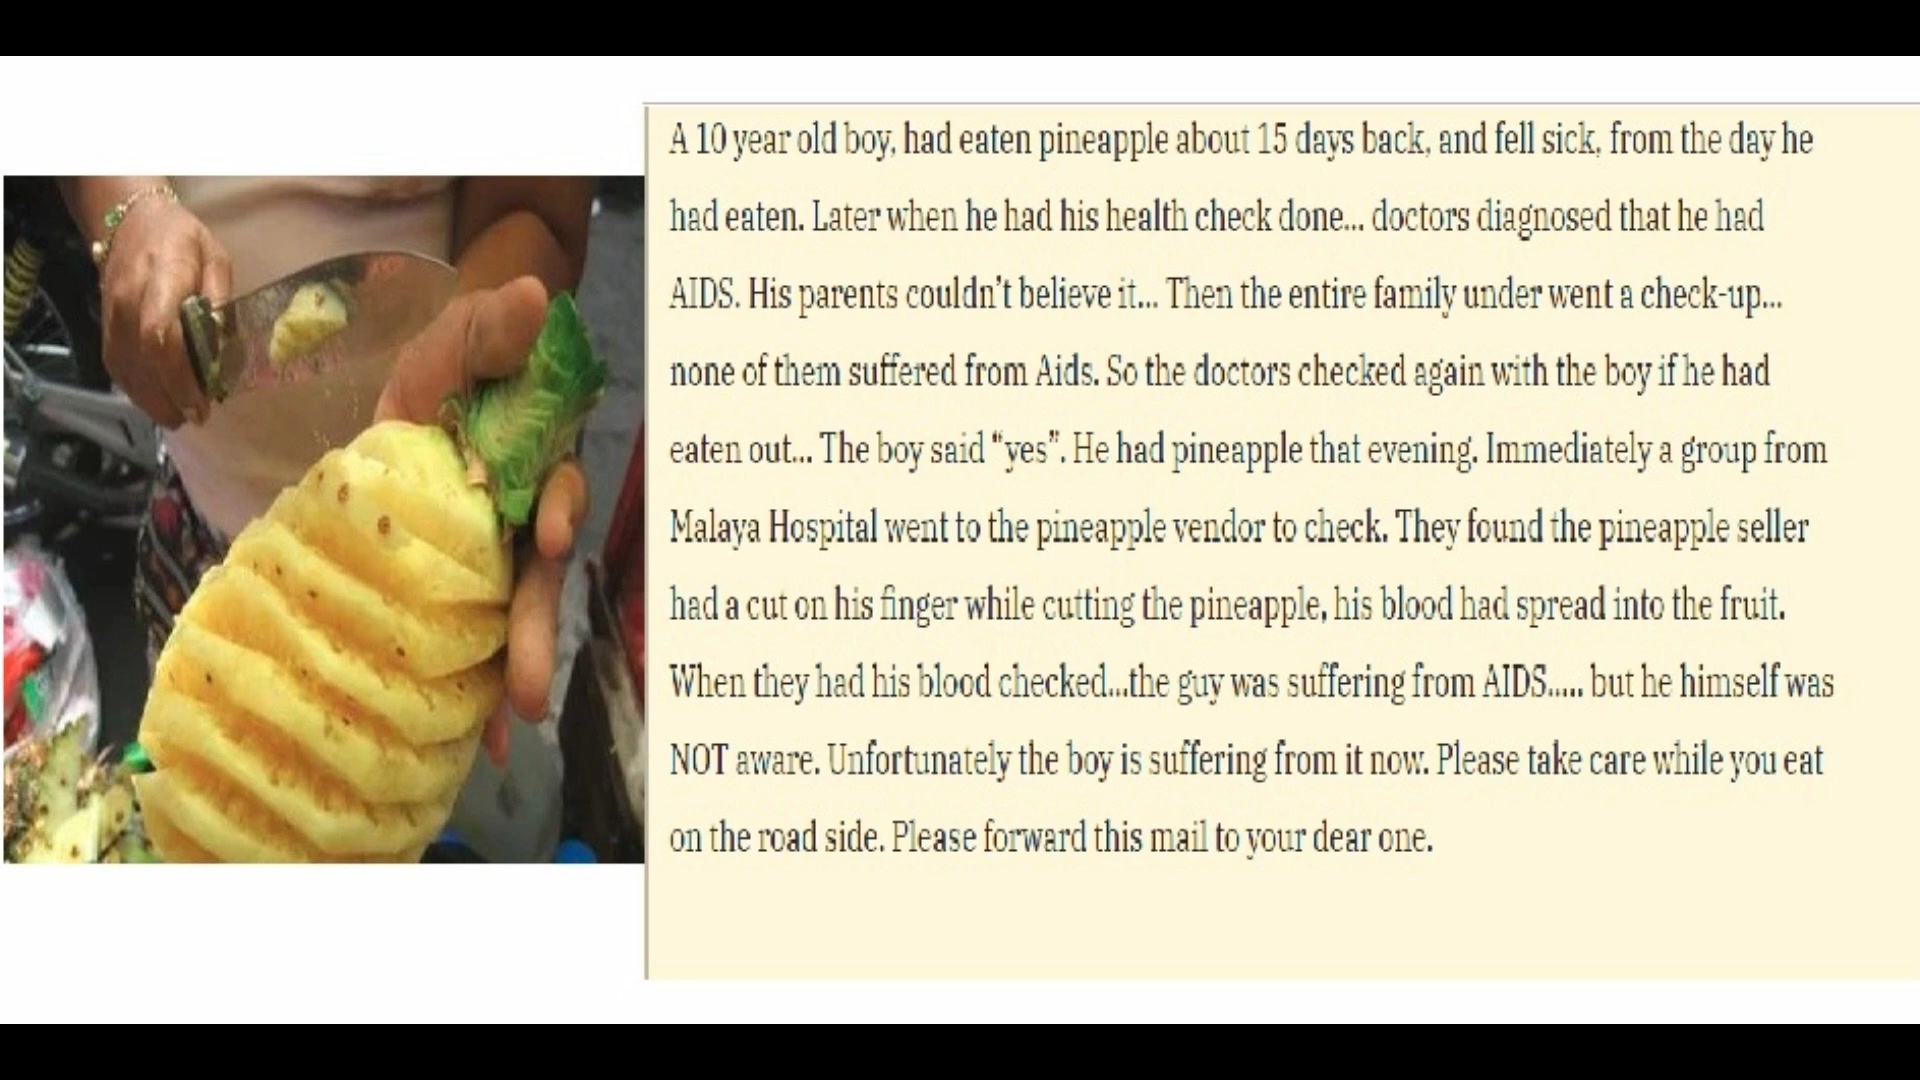 A 10 year old boy, had eaten pineapple about 15 days back, and fell sick, from the day he
had eaten. Later when he had his health check done... doctors diagnosed that he had
AIDS. His parents couldn’t believe it... Then the entire family under went a check-up...
none of them suffered from Aids. So the doctors checked again with the boy if he had
eaten out... The boy said “yes”. He had pineapple that evening. Immediately a group from
Malaya Hospital went to the pineapple vendor to check. They found the pineapple seller
had a cut on his finger while cutting the pineapple, his blood had spread into the fruit.
When they had his blood checked...the guy was suffering from AIDS..... but he himself was
NOT aware. Unfortunately the boy is suffering from it now. Please take care while you eat
on the road side. Please forward this mail to your dear one.